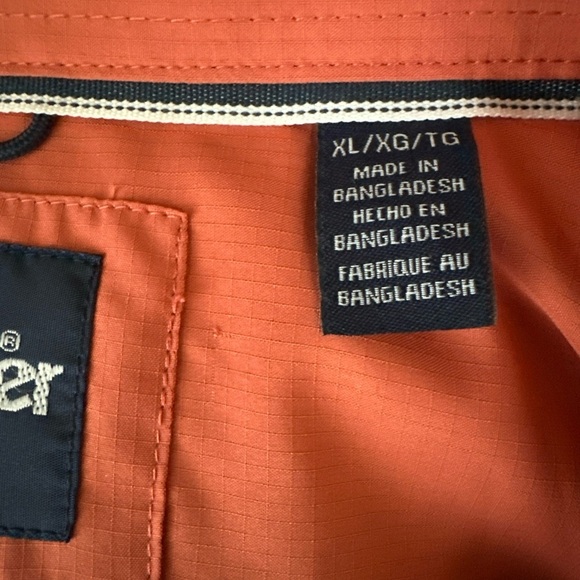 XL/XG/TG
MADE IN
BANGLADESH
HECHO EN
BANGLADESH
FABRIQUE AU
BANGLADESH
®